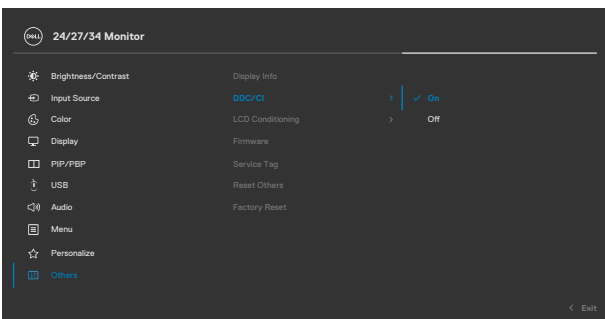 DELL 24/27/34 Monitor
Brightness/Contrast Display Info
Input Source DDC/CI > ✓ On
Color LCD Conditioning > Off
Display Firmware
PIP/PBP Service Tag
USB Reset Others
Audio Factory Reset
Menu
Personalize
Others
< Exit